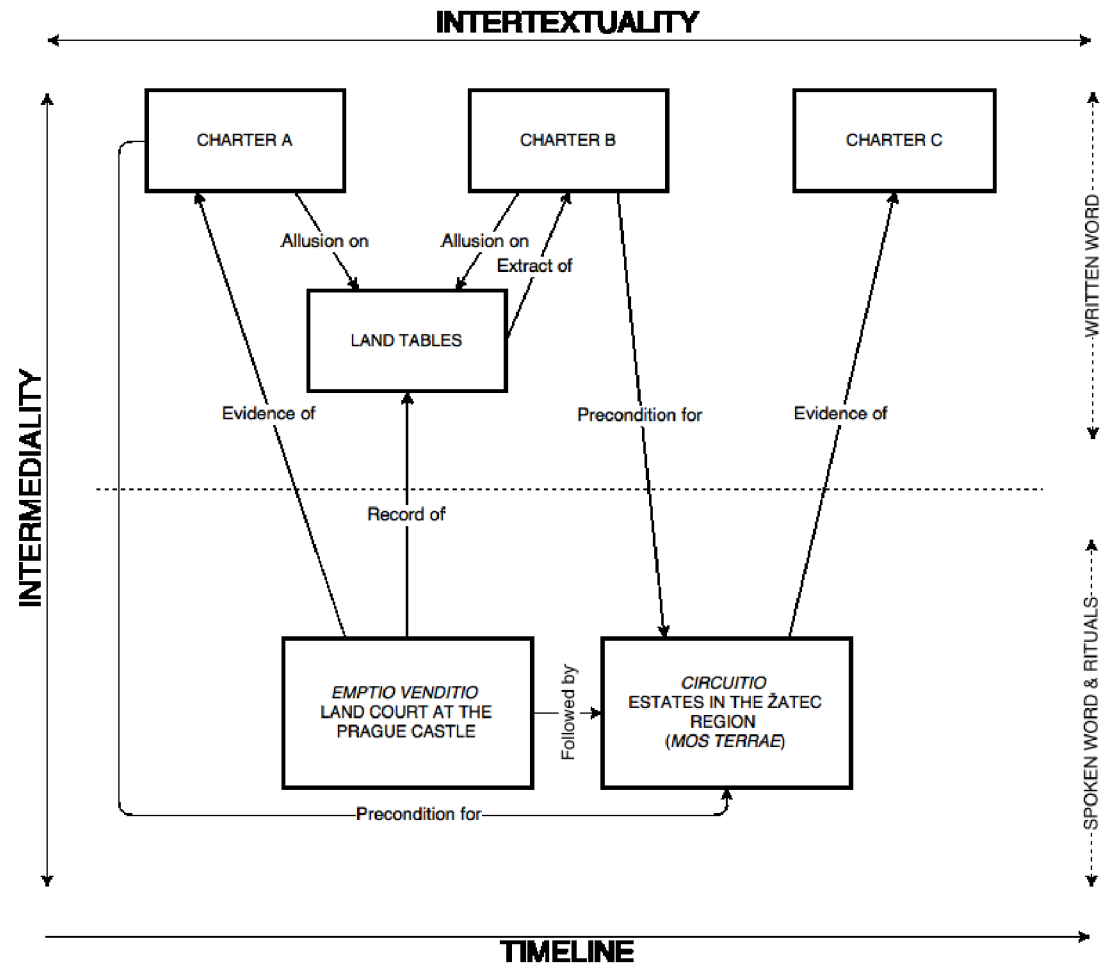 INTERTEXTUALITY
CHARTER A
CHARTER B
CHARTER C
Allusion on
Allusion on
Extract of
LAND TABLES
WRITTEN WORD
Evidence of
Precondition for
Evidence of
INTERMEDIALITY
Record of
EMPTIO VENDITIO
LAND COURT AT THE
PRAGUE CASTLE
Followed by
CIRCUITIO
ESTATES IN THE ŽATEC
REGION
(MOS TERRAE)
SPOKEN WORD & RITUALS
Precondition for
TIMELINE